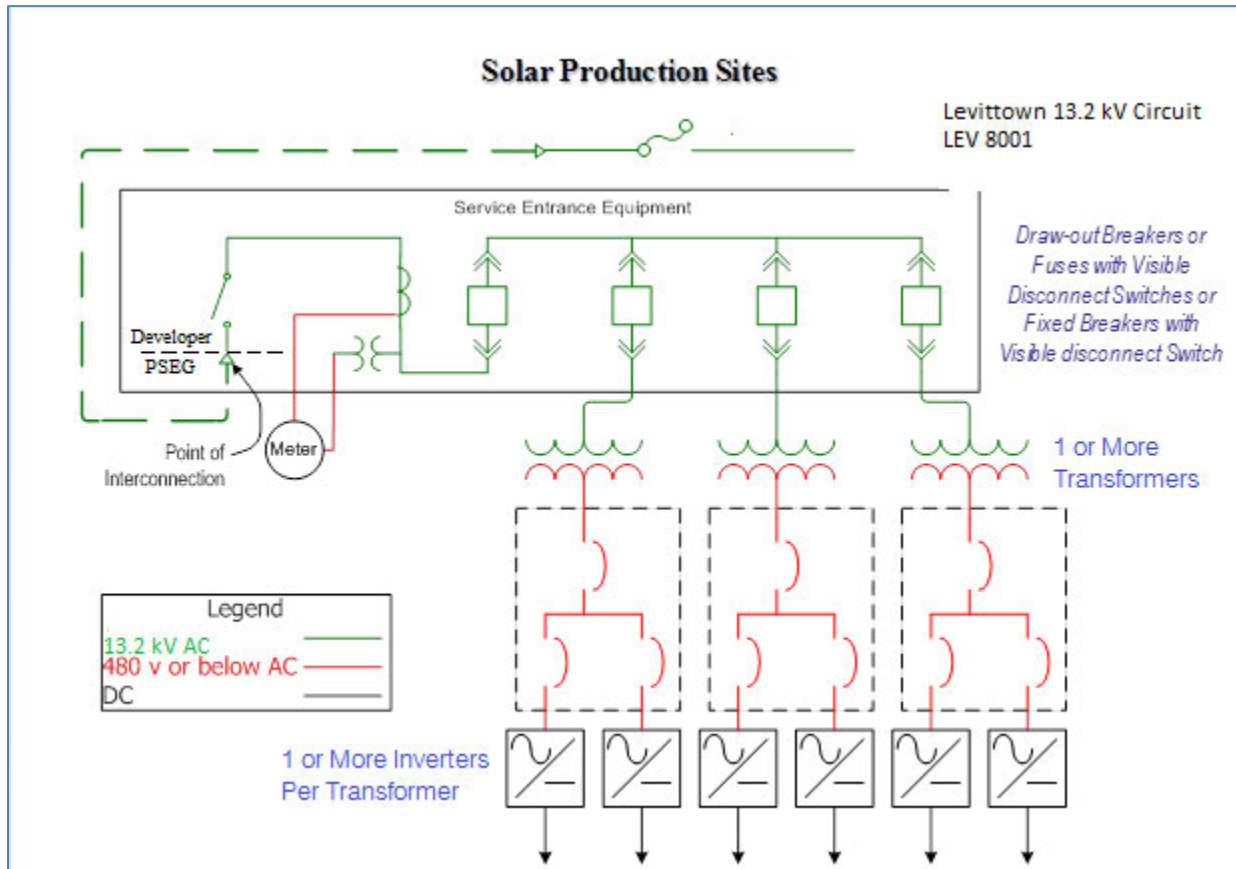 Solar Production Sites
Levittown 13.2 kV Circuit
LEV 8001
Service Entrance Equipment
Draw-out Breakers or
Fuses with Visible
Disconnect Switches or
Fixed Breakers with
Visible disconnect Switch
Developer
PSEG
Point of
Interconnection
Meter
1 or More
Transformers
Legend
13.2 kV AC
480 v or below AC
DC
1 or More Inverters
Per Transformer